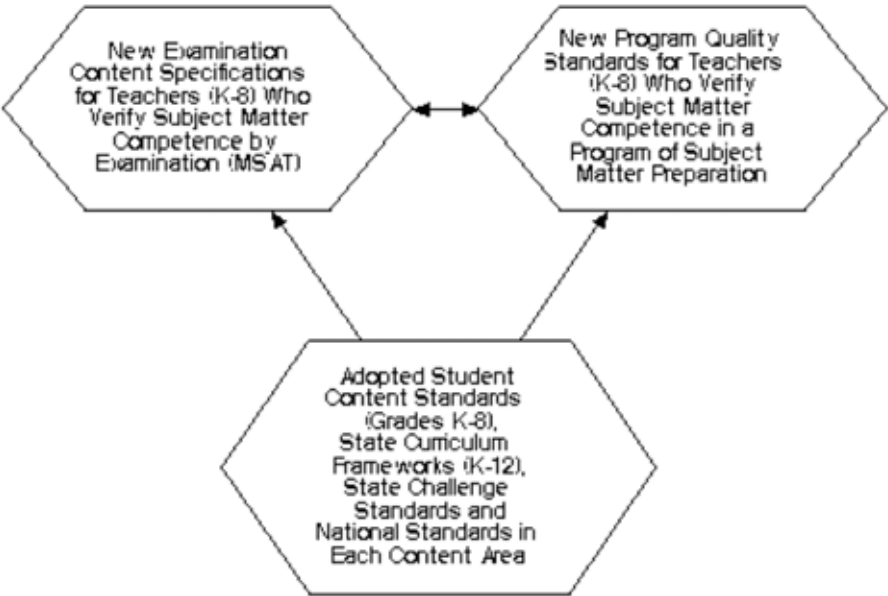 New Examination
Content Specifications
for Teachers (K-8) Who
Verify Subject Matter
Competence by
Examination (MSAT)
New Program Quality
Standards for Teachers
(K-8) Who Verify
Subject Matter
Competence in a
Program of Subject
Matter Preparation
Adopted Student
Content Standards
(Grades K-8),
State Curriculum
Frameworks (K-12),
State Challenge
Standards and
National Standards in
Each Content Area